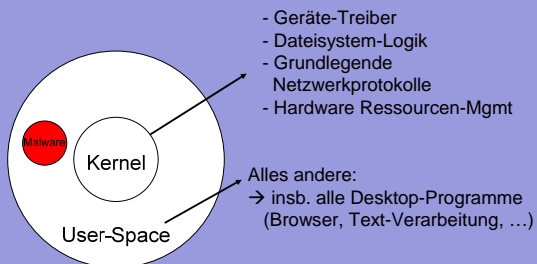 - Geräte-Treiber
- Dateisystem-Logik
- Grundlegende
Netzwerkprotokolle
- Hardware Ressourcen-Mgmt
Malware
Kernel
User-Space
Alles andere:
→ insb. alle Desktop-Programme
(Browser, Text-Verarbeitung, …)